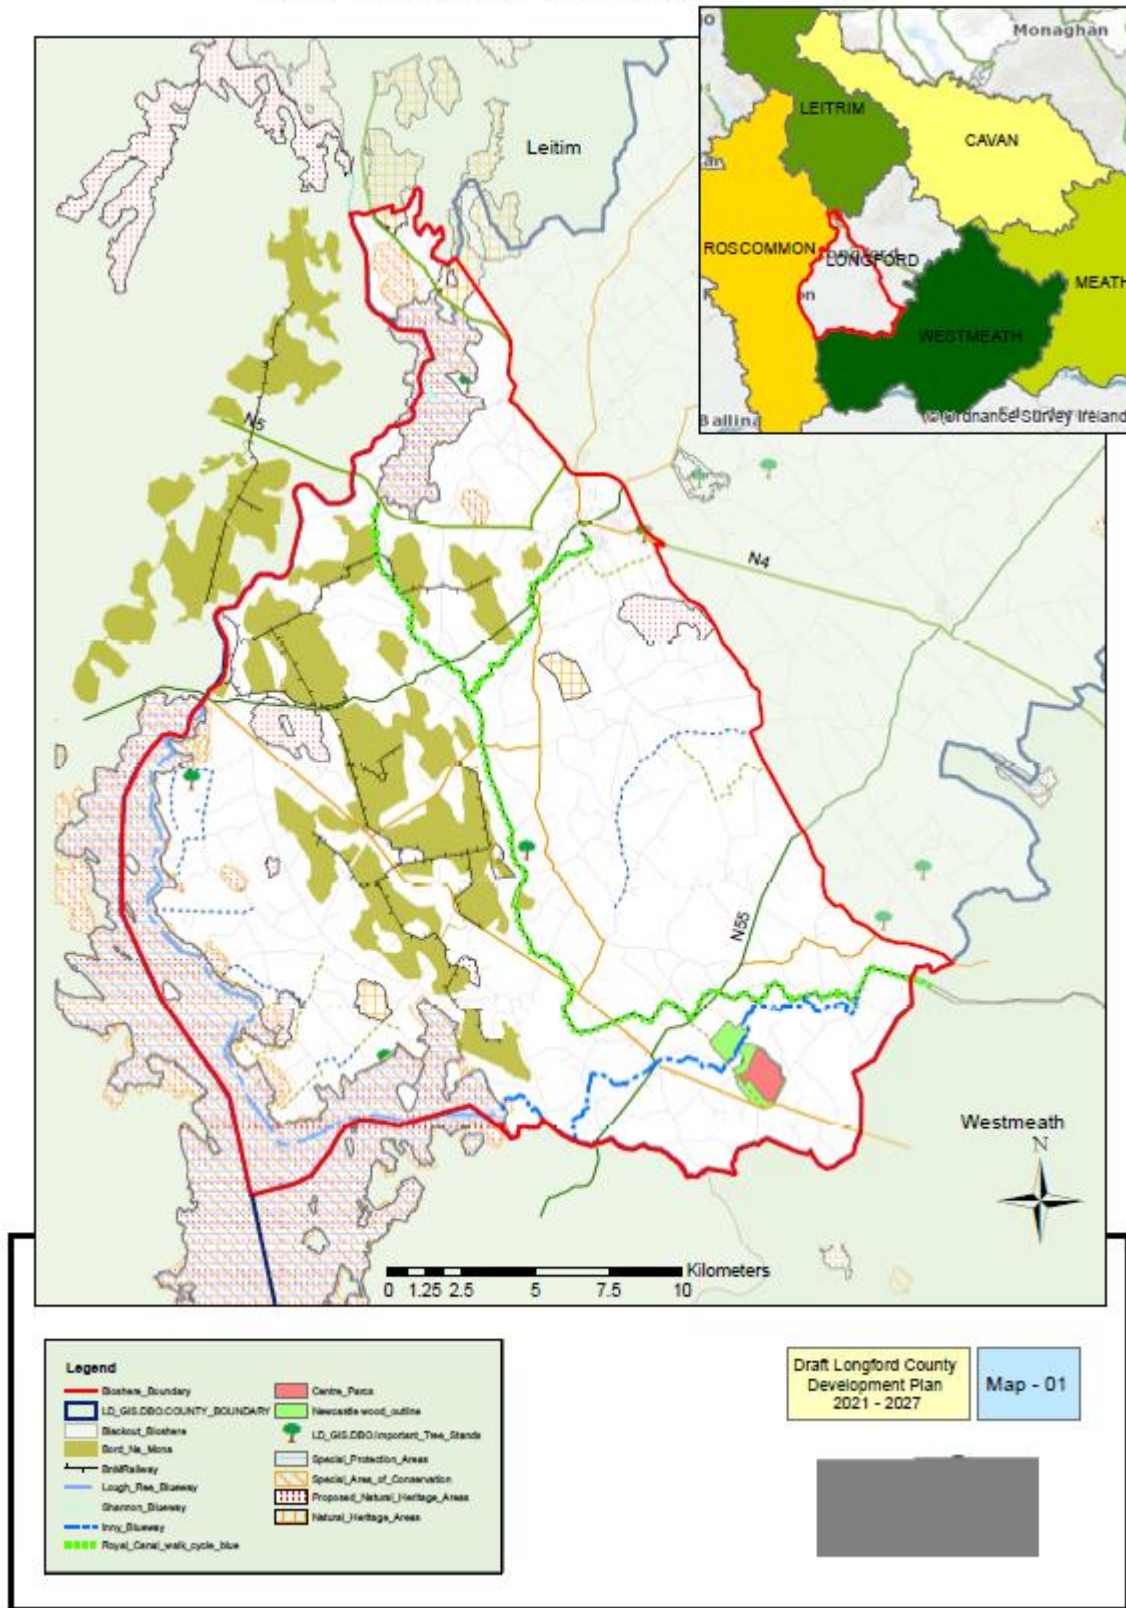 Monaghan
LEITRIM
CAVAN
ROSCOMMON
LONGFORD
MEATH
WESTMEATH
Ballina
© Ordnance Survey Ireland
Leitim
N5
N4
N55
Westmeath
N
Kilometers
0 1.25 2.5 5 7.5 10
Legend
Bioshere_Boundary
LD_GIS.DBO.COUNTY_BOUNDARY
Blackout_Bioshere
Bord_Na_Mona
BnMRailway
Lough_Ree_Blueway
Shannon_Blueway
Inny_Blueway
Royal_Canal_walk_cycle_blue
Centre_Parcs
Newcastle wood_outline
LD_GIS.DBO.Important_Tree_Stands
Special_Protection_Areas
Special_Area_of_Conservation
Proposed_Natural_Heritage_Areas
Natural_Heritage_Areas
Draft Longford County
Development Plan
2021 - 2027
Map - 01